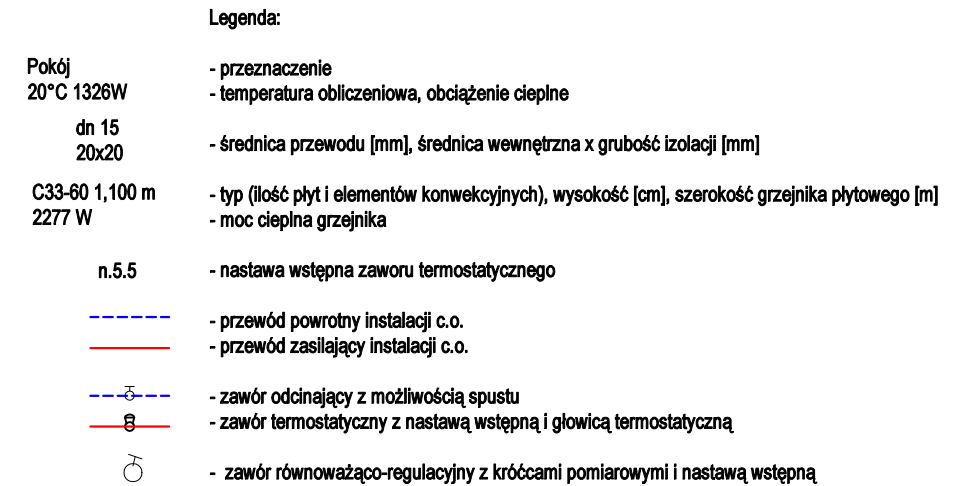 Legenda:
Pokój - przeznaczenie
20°C 1326W - temperatura obliczeniowa, obciążenie cieplne
dn 15
20x20
- średnica przewodu [mm], średnica wewnętrzna x grubość izolacji [mm]
C33-60 1,100 m - typ (ilość płyt i elementów konwekcyjnych), wysokość [cm], szerokość grzejnika płytowego [m]
2277 W - moc cieplna grzejnika
n.5.5 - nastawa wstępna zaworu termostatycznego
- przewód powrotny instalacji c.o.
- przewód zasilający instalacji c.o.
- zawór odcinający z możliwością spustu
- zawór termostatyczny z nastawą wstępną i głowicą termostatyczną
- zawór równoważąco-regulacyjny z króćcami pomiarowymi i nastawą wstępną